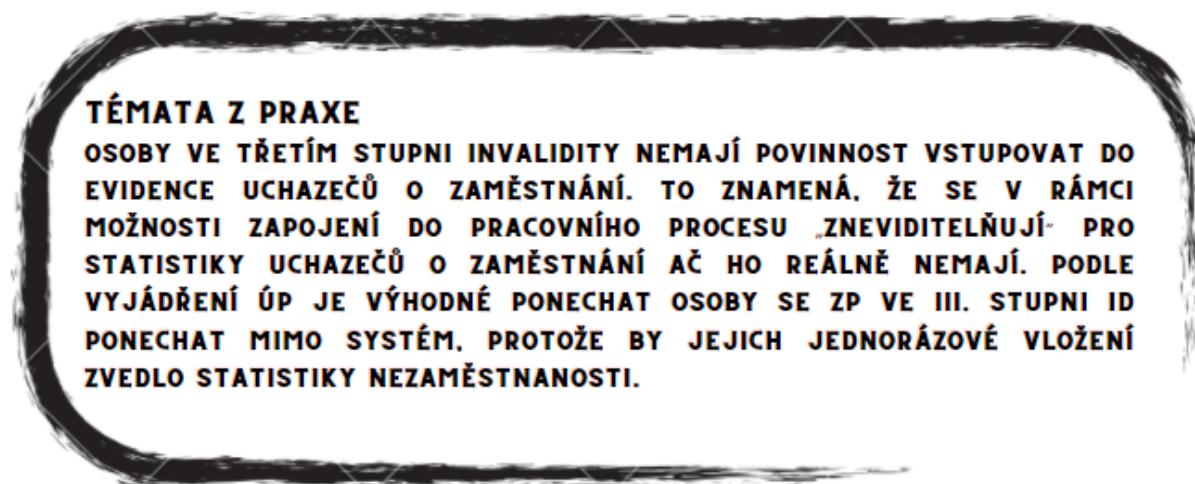 TÉMATA Z PRAXE
OSOBY VE TŘETÍM STUPNI INVALIDITY NEMAJÍ POVINNOST VSTUPOVAT DO
EVIDENCE UCHAZEČŮ O ZAMĚSTNÁNÍ. TO ZNAMENÁ, ŽE SE V RÁMCI
MOŽNOSTI ZAPOJENÍ DO PRACOVNÍHO PROCESU „ZNEVIDITELŇUJÍ“ PRO
STATISTIKY UCHAZEČŮ O ZAMĚSTNÁNÍ AČ HO REÁLNĚ NEMAJÍ. PODLE
VYJÁDŘENÍ ÚP JE VÝHODNÉ PONECHAT OSOBY SE ZP VE III. STUPNI ID
PONECHAT MIMO SYSTÉM, PROTOŽE BY JEJICH JEDNORÁZOVÉ VLOŽENÍ
ZVEDLO STATISTIKY NEZAMĚSTNANOSTI.